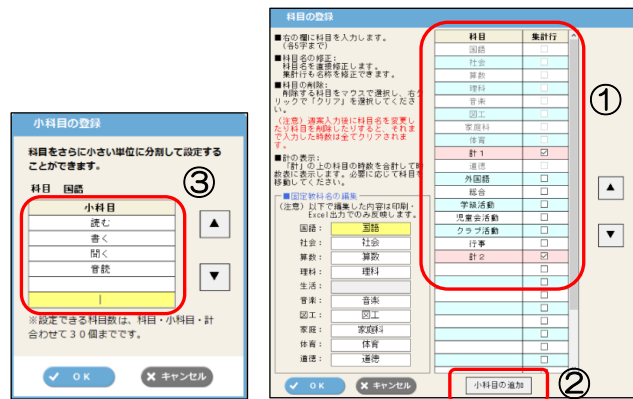 小科目の登録
科目をさらに小さい単位に分割して設定する
ことができます。
科目 国語
③
小科目
読む
書く
聞く
音読
▲
▼
※設定できる科目数は、科目・小科目・計
合わせて３０個までです。
OK
キャンセル
科目の登録
■右の欄に科目を入力します。
（各5字まで）
■科目名の修正：
科目名を直接修正します。
集計行も名称を修正できます。
■科目の削除：
削除する科目をマウスで選択し、右ク
リックで「クリア」を選択してくださ
い。
（注意）週案入力後に科目名を変更し
たり科目を削除したりすると、それま
で入力した時数は全てクリアされま
す。
■計の表示：
「計」の上の科目の時数を合計して時
数表に表示します。必要に応じて科目を
移動してください。
■固定教科名の編集
（注意）以下で編集した内容は印刷・
Excel出力でのみ反映します。
国語： 国語
社会： 社会
算数： 算数
理科： 理科
生活：
音楽： 音楽
図工： 図工
家庭： 家庭科
体育： 体育
道徳： 道徳
OK
キャンセル
科目 集計行
国語
社会
算数
理科
音楽
図工
家庭科
体育
計１
道徳
外国語
総合
学級活動
児童会活動
クラブ活動
行事
計２
①
▲
▼
小科目の追加
②